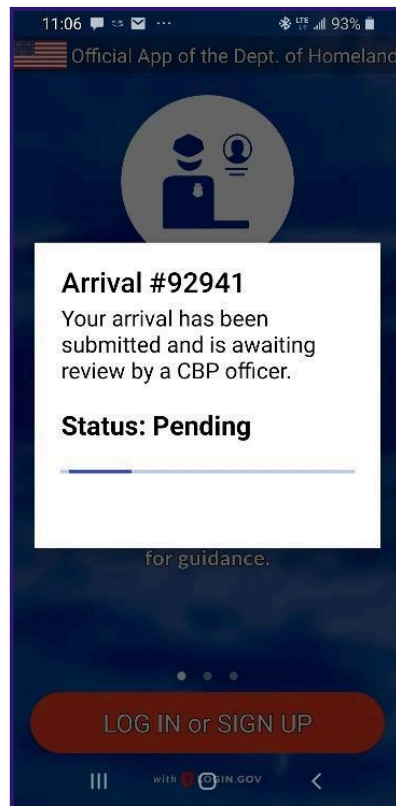 11:06 LTE 93%
Official App of the Dept. of Homeland
Arrival #92941
Your arrival has been
submitted and is awaiting
review by a CBP officer.
Status: Pending
for guidance.
LOG IN or SIGN UP
with LOGIN.GOV